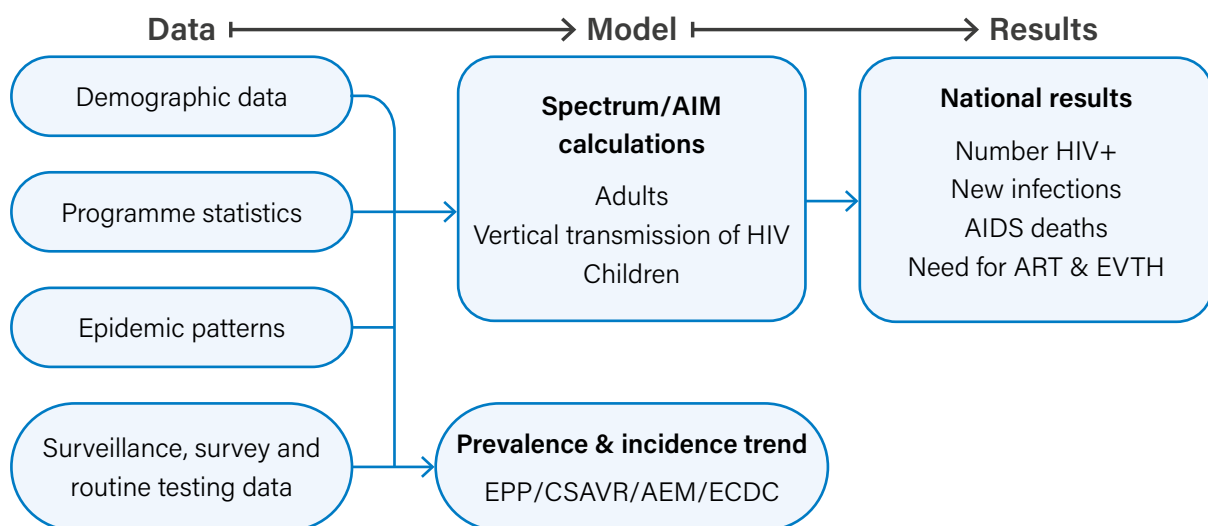 Data
Model
Results
Demographic data
Programme statistics
Epidemic patterns
Surveillance, survey and
routine testing data
Spectrum/AIM
calculations
Adults
Vertical transmission of HIV
Children
Prevalence & incidence trend
EPP/CSAVR/AEM/ECDC
National results
Number HIV+
New infections
AIDS deaths
Need for ART & EVTH